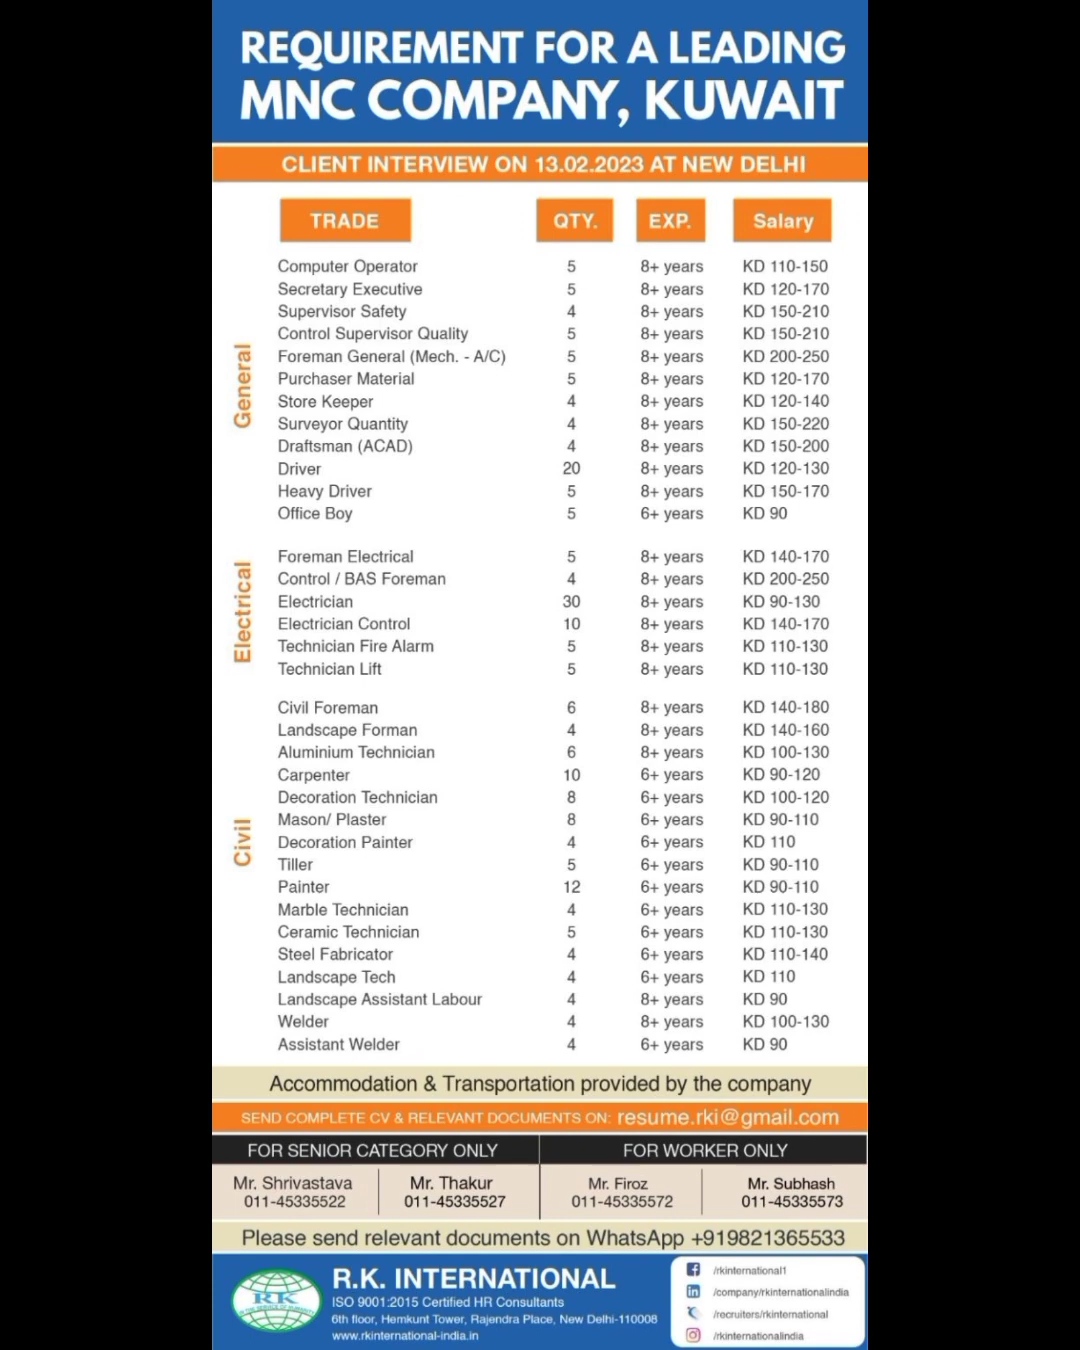 REQUIREMENT FOR A LEADING
MNC COMPANY, KUWAIT
CLIENT INTERVIEW ON 13.02.2023 AT NEW DELHI
TRADE QTY. EXP. Salary
General
Computer Operator 5 8+ years KD 110-150
Secretary Executive 5 8+ years KD 120-170
Supervisor Safety 4 8+ years KD 150-210
Control Supervisor Quality 5 8+ years KD 150-210
Foreman General (Mech. - A/C) 5 8+ years KD 200-250
Purchaser Material 5 8+ years KD 120-170
Store Keeper 4 8+ years KD 120-140
Surveyor Quantity 4 8+ years KD 150-220
Draftsman (ACAD) 4 8+ years KD 150-200
Driver 20 8+ years KD 120-130
Heavy Driver 5 8+ years KD 150-170
Office Boy 5 6+ years KD 90
Electrical
Foreman Electrical 5 8+ years KD 140-170
Control / BAS Foreman 4 8+ years KD 200-250
Electrician 30 8+ years KD 90-130
Electrician Control 10 8+ years KD 140-170
Technician Fire Alarm 5 8+ years KD 110-130
Technician Lift 5 8+ years KD 110-130
Civil
Civil Foreman 6 8+ years KD 140-180
Landscape Forman 4 8+ years KD 140-160
Aluminium Technician 6 8+ years KD 100-130
Carpenter 10 6+ years KD 90-120
Decoration Technician 8 6+ years KD 100-120
Mason/ Plaster 8 6+ years KD 90-110
Decoration Painter 4 6+ years KD 110
Tiller 5 6+ years KD 90-110
Painter 12 6+ years KD 90-110
Marble Technician 4 6+ years KD 110-130
Ceramic Technician 5 6+ years KD 110-130
Steel Fabricator 4 6+ years KD 110-140
Landscape Tech 4 6+ years KD 110
Landscape Assistant Labour 4 8+ years KD 90
Welder 4 8+ years KD 100-130
Assistant Welder 4 6+ years KD 90
Accommodation & Transportation provided by the company
SEND COMPLETE CV & RELEVANT DOCUMENTS ON: resume.rki@gmail.com
FOR SENIOR CATEGORY ONLY FOR WORKER ONLY
Mr. Shrivastava Mr. Thakur Mr. Firoz Mr. Subhash
011-45335522 011-45335527 011-45335572 011-45335573
Please send relevant documents on WhatsApp +919821365533
RK
R.K. INTERNATIONAL
ISO 9001:2015 Certified HR Consultants
6th floor, Hemkunt Tower, Rajendra Place, New Delhi-110008
www.rkinternational-india.in
/rkinternational1
/company/rkinternationalindia
/recruiters/rkinternational
/rkinternationalindia